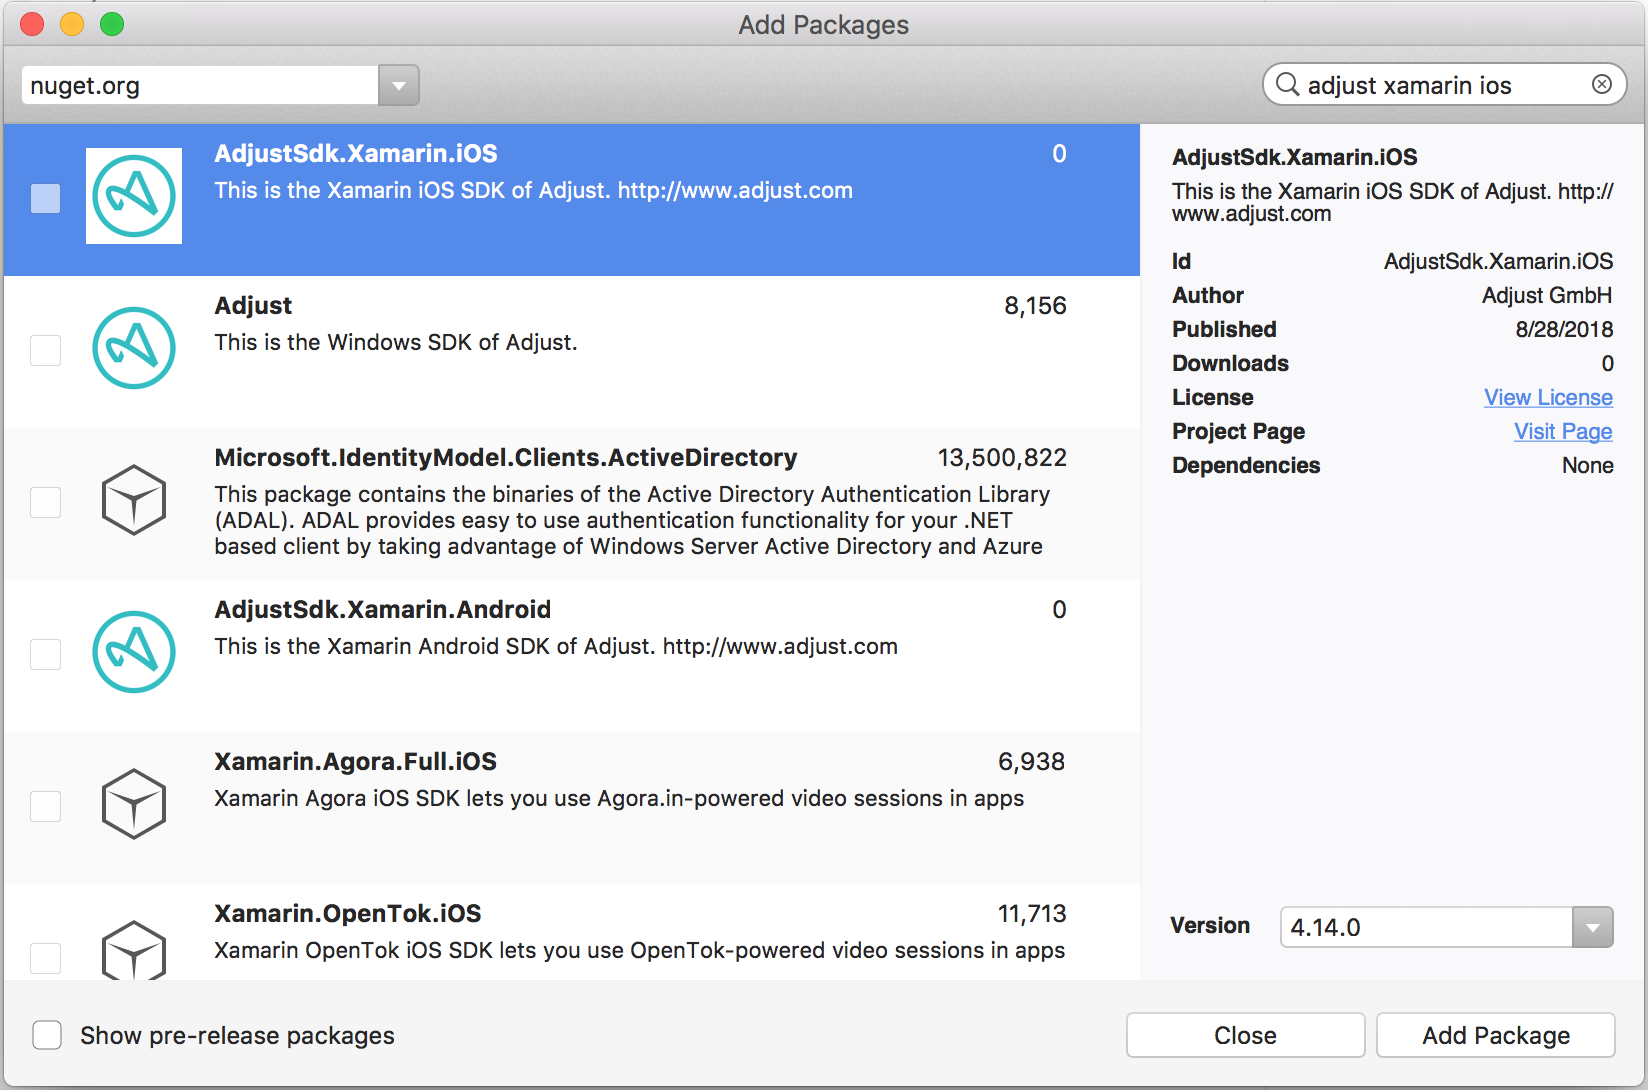 Add Packages
nuget.org
adjust xamarin ios
AdjustSdk.Xamarin.iOS
0
This is the Xamarin iOS SDK of Adjust. http://www.adjust.com
Adjust
8,156
This is the Windows SDK of Adjust.
Microsoft.IdentityModel.Clients.ActiveDirectory
13,500,822
This package contains the binaries of the Active Directory Authentication Library
(ADAL). ADAL provides easy to use authentication functionality for your .NET
based client by taking advantage of Windows Server Active Directory and Azure
AdjustSdk.Xamarin.Android
0
This is the Xamarin Android SDK of Adjust. http://www.adjust.com
Xamarin.Agora.Full.iOS
6,938
Xamarin Agora iOS SDK lets you use Agora.in-powered video sessions in apps
Xamarin.OpenTok.iOS
11,713
Xamarin OpenTok iOS SDK lets you use OpenTok-powered video sessions in apps
AdjustSdk.Xamarin.iOS
This is the Xamarin iOS SDK of Adjust. http://
www.adjust.com
Id AdjustSdk.Xamarin.iOS
Author Adjust GmbH
Published 8/28/2018
Downloads 0
License View License
Project Page Visit Page
Dependencies None
Version 4.14.0
Show pre-release packages
Close
Add Package